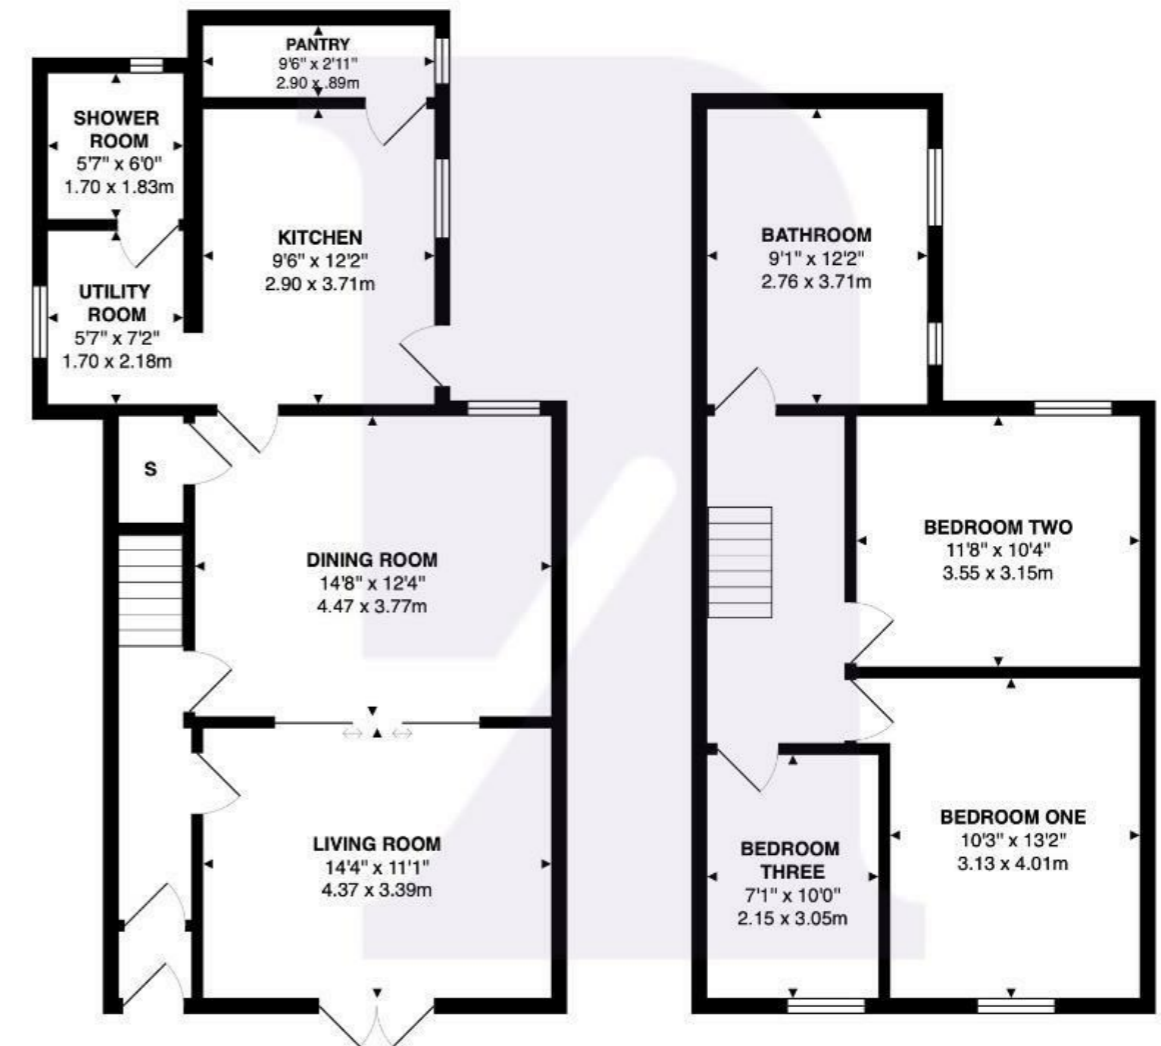 PANTRY
9'6" x 2'11"
2.90 x .89m
SHOWER
ROOM
5'7" x 6'0"
1.70 x 1.83m
KITCHEN
9'6" x 12'2"
2.90 x 3.71m
UTILITY
ROOM
5'7" x 7'2"
1.70 x 2.18m
S
DINING ROOM
14'8" x 12'4"
4.47 x 3.77m
LIVING ROOM
14'4" x 11'1"
4.37 x 3.39m
BATHROOM
9'1" x 12'2"
2.76 x 3.71m
BEDROOM TWO
11'8" x 10'4"
3.55 x 3.15m
BEDROOM ONE
10'3" x 13'2"
3.13 x 4.01m
BEDROOM
THREE
7'1" x 10'0"
2.15 x 3.05m